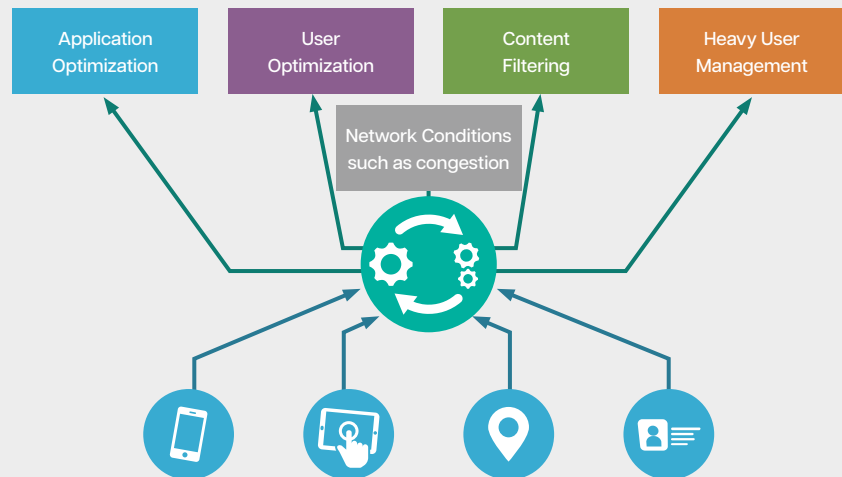 Application
Optimization
User
Optimization
Content
Filtering
Heavy User
Management
Network Conditions
such as congestion